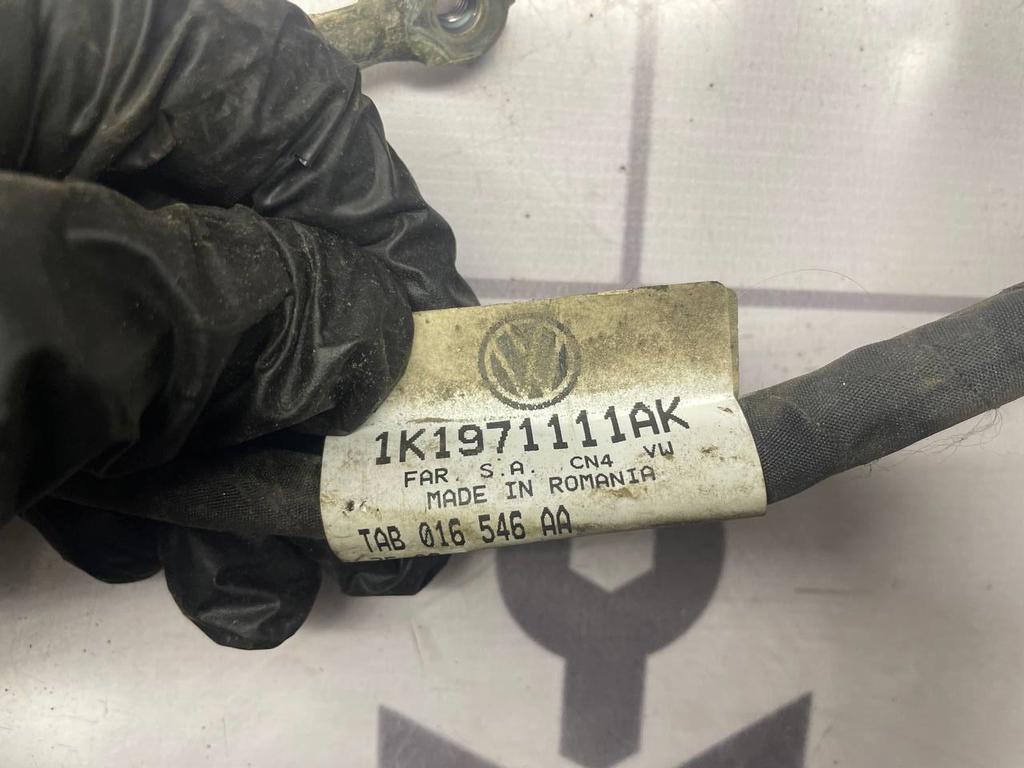 1K1971111AK
FAR S.A. CN4 VW
MADE IN ROMANIA
TAB 016 546 AA